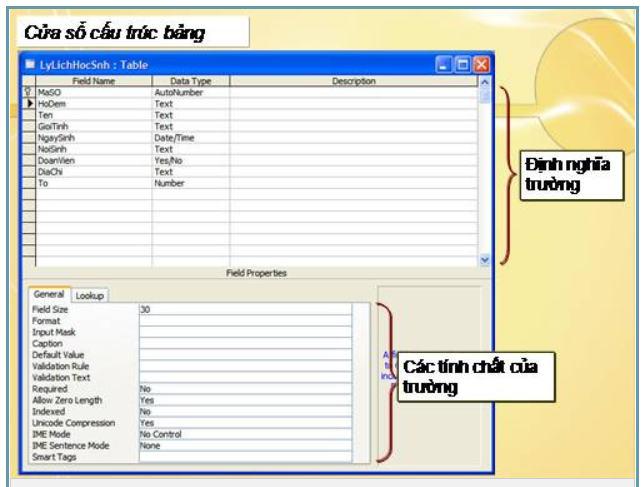 Cửa sổ cấu trúc bảng
LyLichHocSnh : Table
Field Name Data Type Description
MaSO AutoNumber
HoDem Text
Ten Text
GioiTinh Text
NgaySinh Date/Time
NoiSinh Text
DoanVien Yes/No
DiaChi Text
To Number
Định nghĩa
trường
Field Properties
General Lookup
Field Size 30
Format
Input Mask
Caption
Default Value
Validation Rule
Validation Text
Required No
Allow Zero Length Yes
Indexed No
Unicode Compression Yes
IME Mode No Control
IME Sentence Mode None
Smart Tags
Các tính chất của
trường